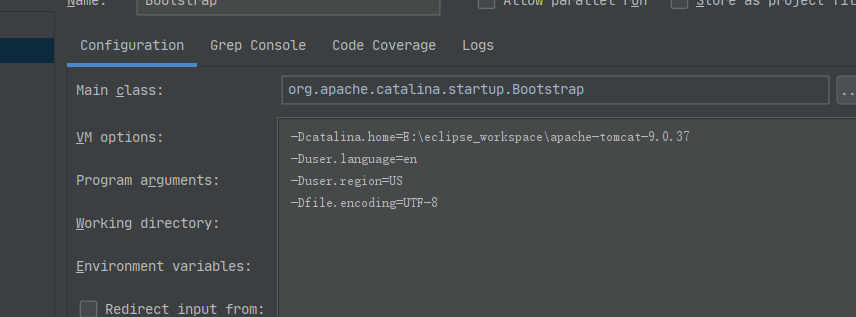 Name: Bootstrap Allow parallel run Store as project fil
Configuration Grep Console Code Coverage Logs
Main class: org.apache.catalina.startup.Bootstrap ..
VM options: -Dcatalina.home=E:\eclipse_workspace\apache-tomcat-9.0.37
-Duser.language=en
Program arguments: -Duser.region=US
-Dfile.encoding=UTF-8
Working directory:
Environment variables:
Redirect input from: